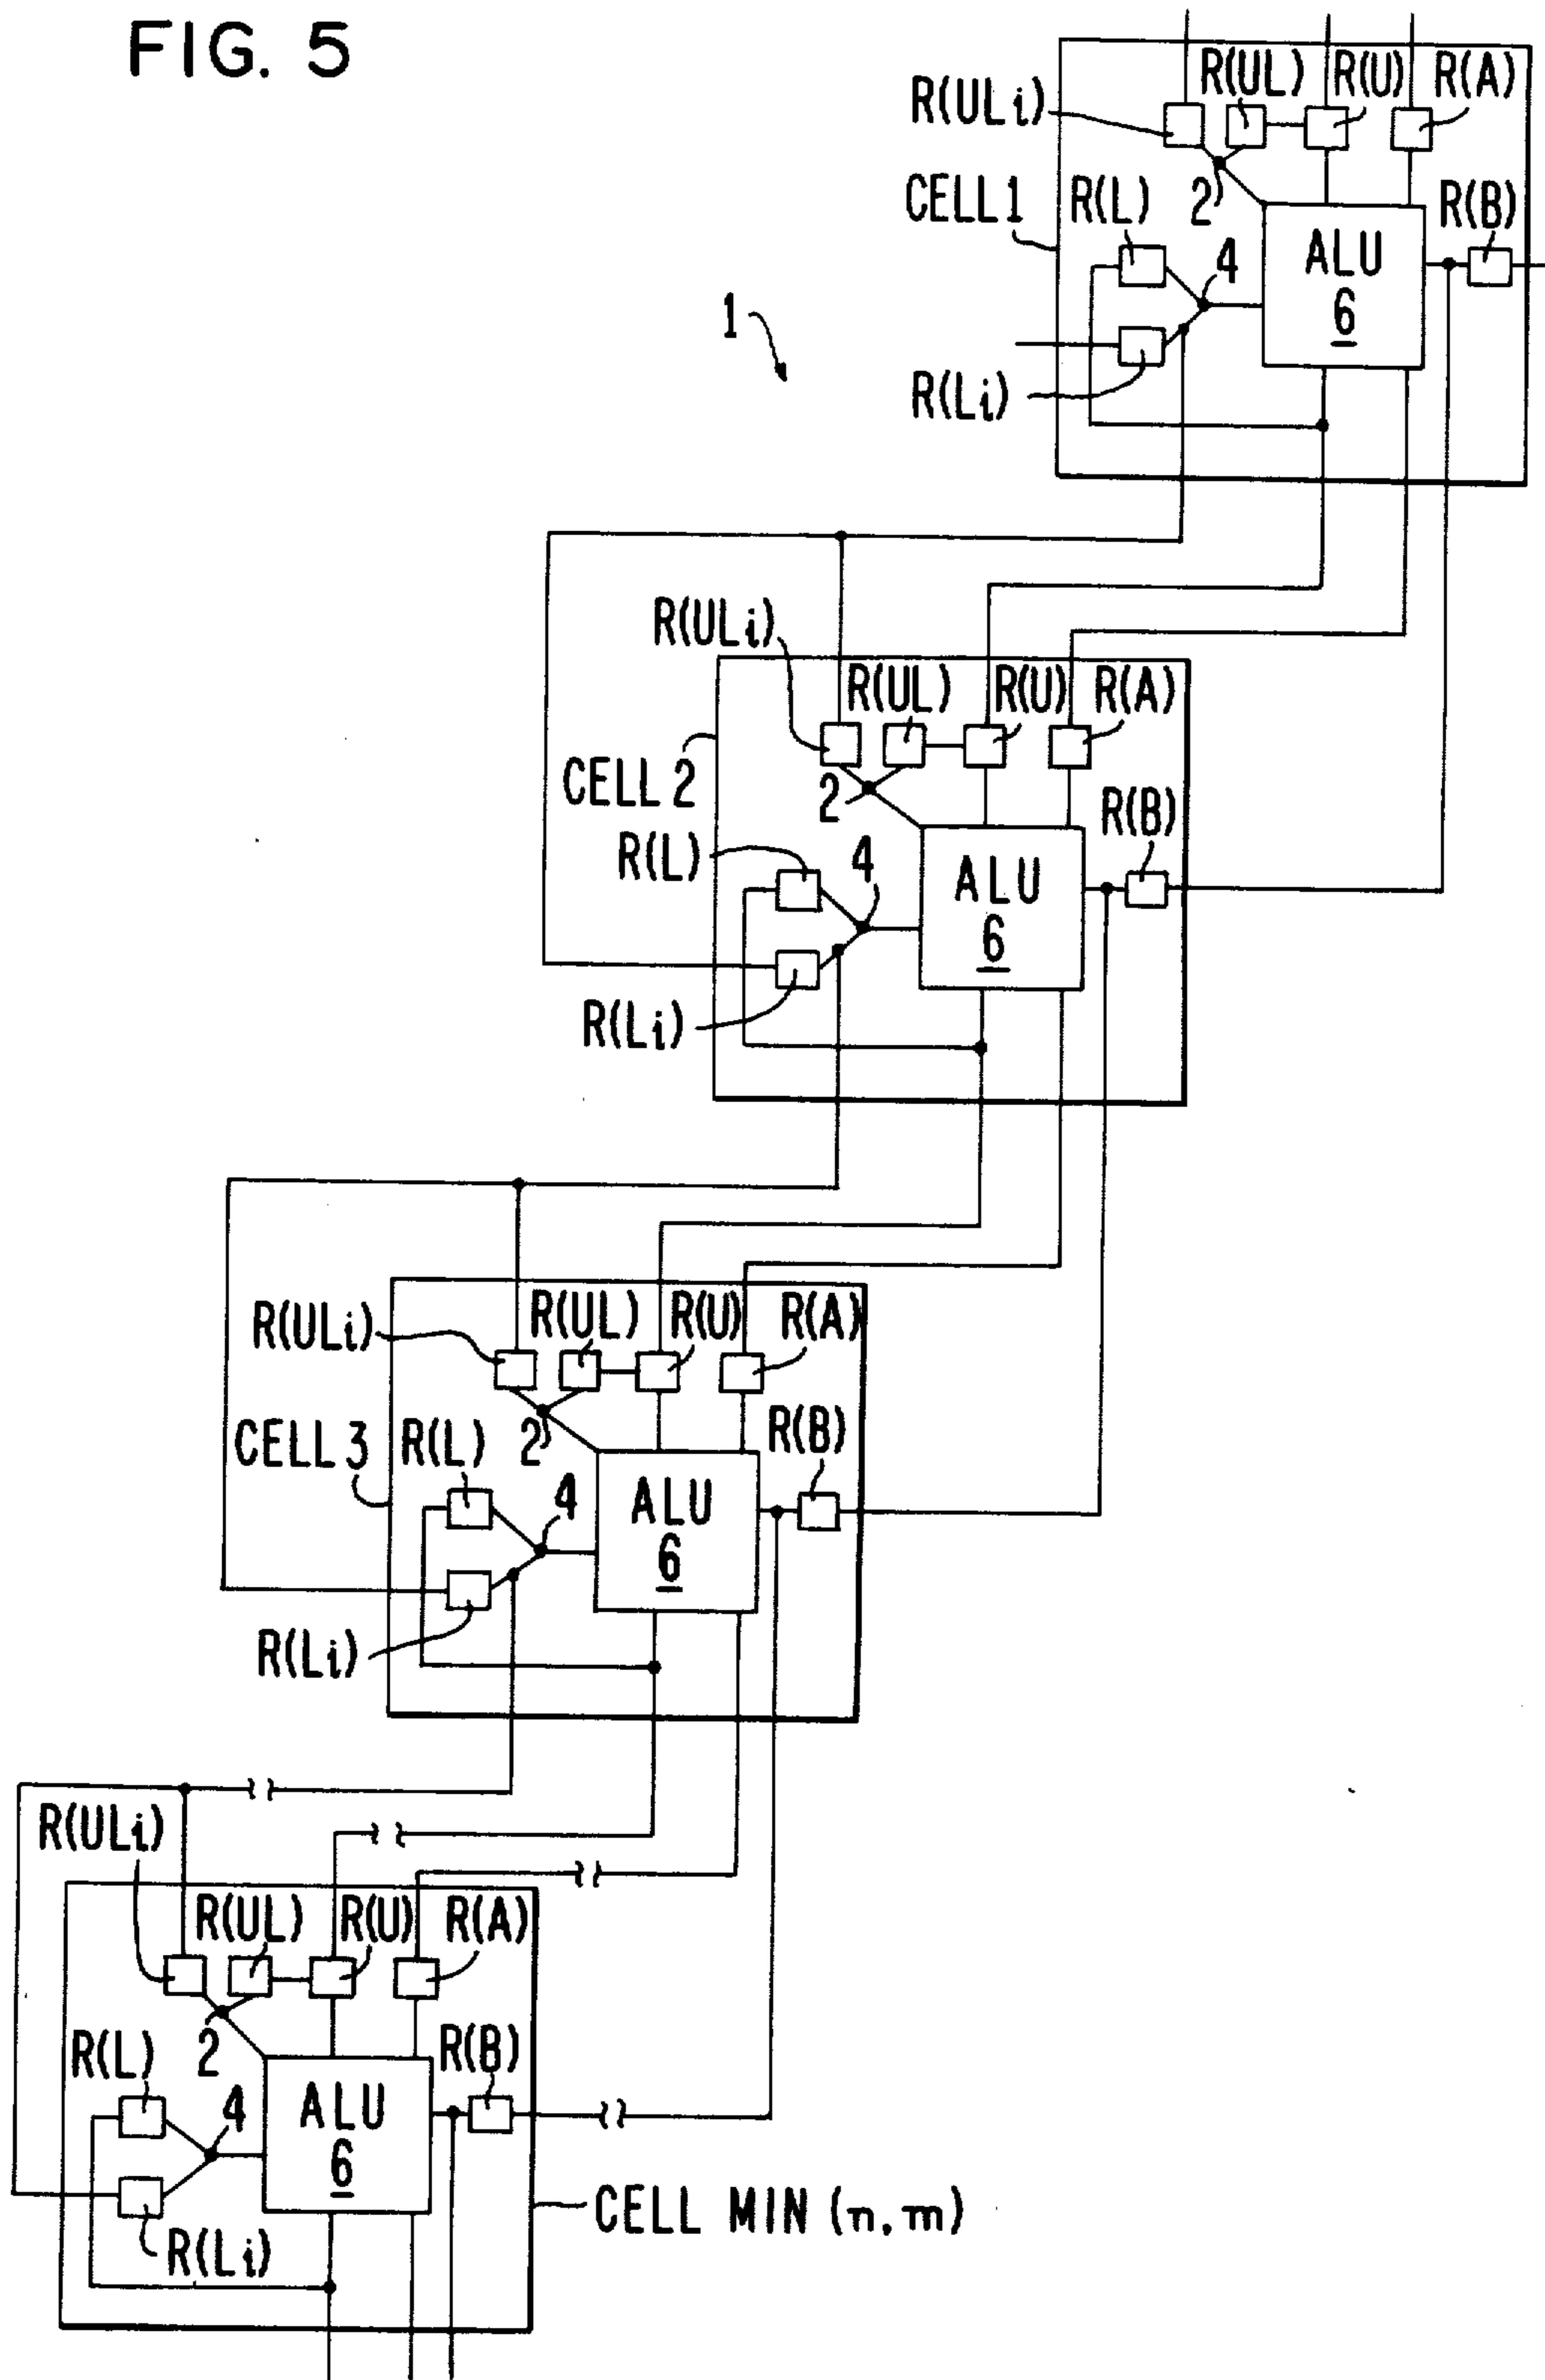 FIG. 5
R(ULi) R(UL) R(U) R(A)
2
CELL 1 R(L) 4 ALU 6 R(B)
1
R(Li)
R(ULi)
R(UL) R(U) R(A)
CELL 2 2
R(L) 4 ALU 6 R(B)
R(Li)
R(ULi) R(UL) R(U) R(A)
CELL 3 R(L) 2 R(B)
4 ALU 6
R(Li)
R(ULi)
R(UL) R(U) R(A)
2
R(L) 4 ALU 6 R(B)
CELL MIN (n, m)
R(Li)